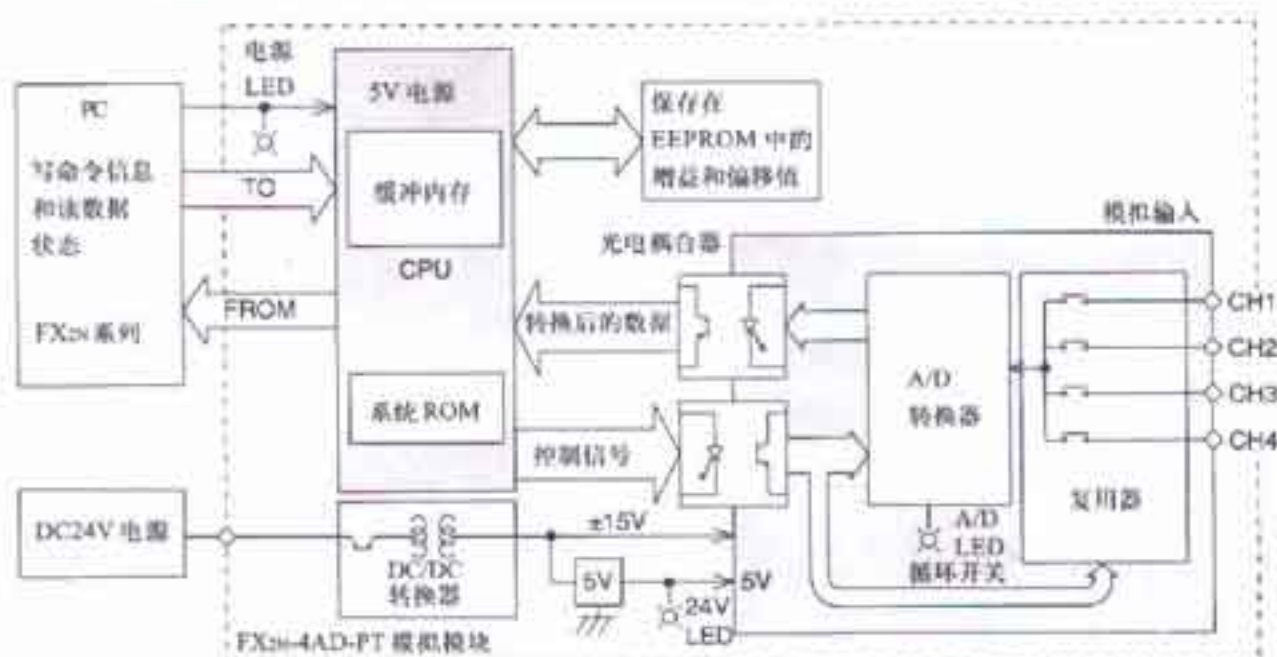 电源
LED
PC
写命令信息
和读数据
状态
FX2N 系列
TO
FROM
5V 电源
缓冲内存
CPU
系统 ROM
保存在
EEPROM 中的
增益和偏移值
光电耦合器
模拟输入
转换后的数据
控制信号
A/D
转换器
复用器
CH1
CH2
CH3
CH4
A/D
LED
循环开关
DC24V 电源
DC/DC
转换器
±15V
5V
5V
24V
LED
FX2N-4AD-PT 模拟模块